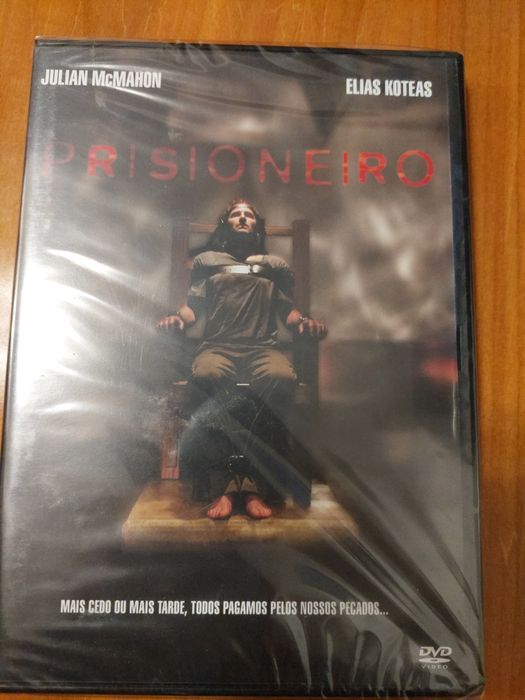 JULIAN McMAHON
ELIAS KOTEAS
PRISIONEIRO
MAIS CEDO OU MAIS TARDE, TODOS PAGAMOS PELOS NOSSOS PECADOS...
DVD
VIDEO